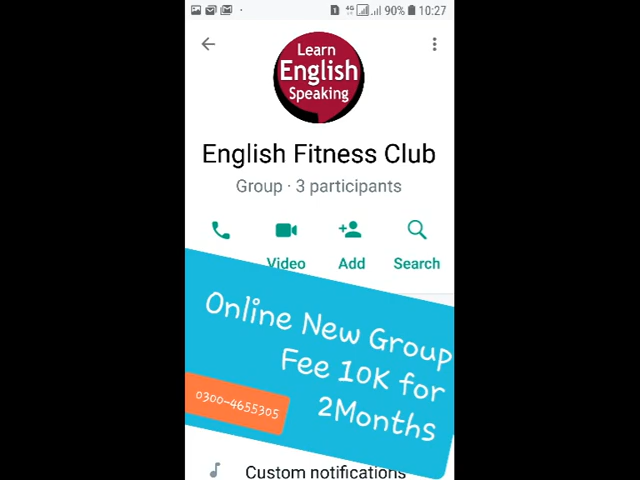 90% 10:27
Learn
English
Speaking
English Fitness Club
Group · 3 participants
Video Add Search
Online New Group
Fee 10K for
2Months
0300-4655305
Custom notifications